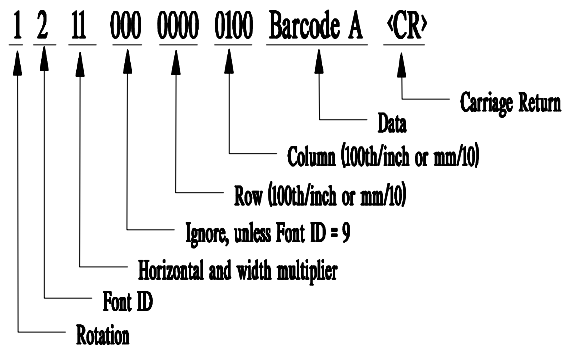 1 2 11 000 0000 0100 Barcode A <CR>
Carriage Return
Data
Column (100th/inch or mm/10)
Row (100th/inch or mm/10)
Ignore, unless Font ID = 9
Horizontal and width multiplier
Font ID
Rotation